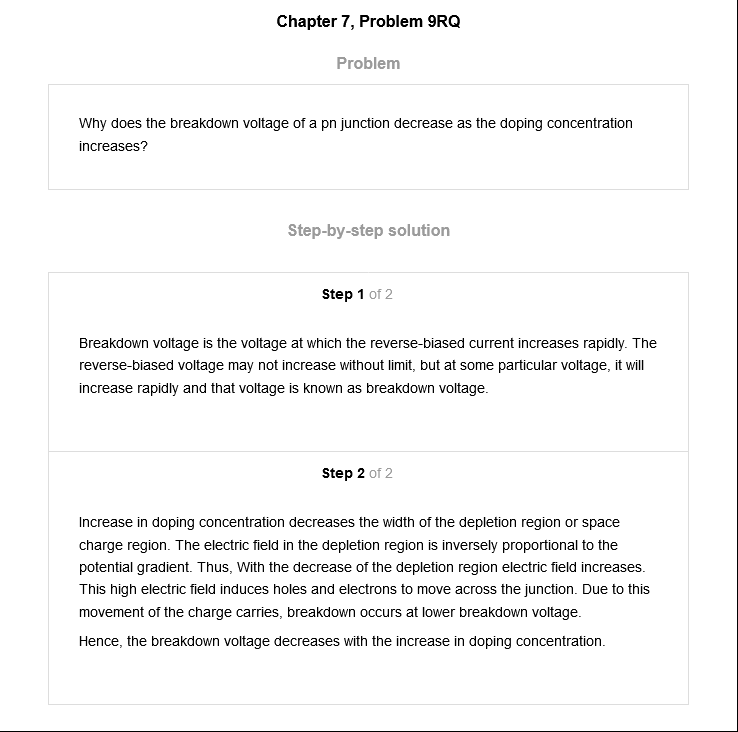 Chapter 7, Problem 9RQ
Problem
Why does the breakdown voltage of a pn junction decrease as the doping concentration
increases?
Step-by-step solution
Step 1 of 2
Breakdown voltage is the voltage at which the reverse-biased current increases rapidly. The
reverse-biased voltage may not increase without limit, but at some particular voltage, it will
increase rapidly and that voltage is known as breakdown voltage.
Step 2 of 2
Increase in doping concentration decreases the width of the depletion region or space
charge region. The electric field in the depletion region is inversely proportional to the
potential gradient. Thus, With the decrease of the depletion region electric field increases.
This high electric field induces holes and electrons to move across the junction. Due to this
movement of the charge carries, breakdown occurs at lower breakdown voltage.
Hence, the breakdown voltage decreases with the increase in doping concentration.